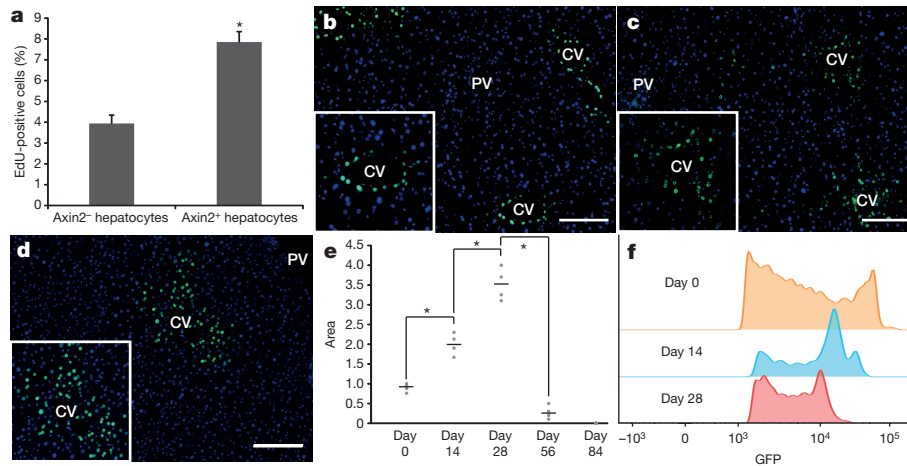 a
EdU-positive cells (%)
9
8
7
6
5
4
3
2
1
0
*
Axin2– hepatocytes
Axin2+ hepatocytes
b
CV
PV
CV
CV
c
CV
PV
CV
CV
d
PV
CV
CV
e
Area
4.5
4.0
3.5
3.0
2.5
2.0
1.5
1.0
0.5
0
* * * *
Day Day Day Day Day
0 14 28 56 84
f
Day 0
Day 14
Day 28
–10³ 0 10³ 10⁴ 10⁵
GFP